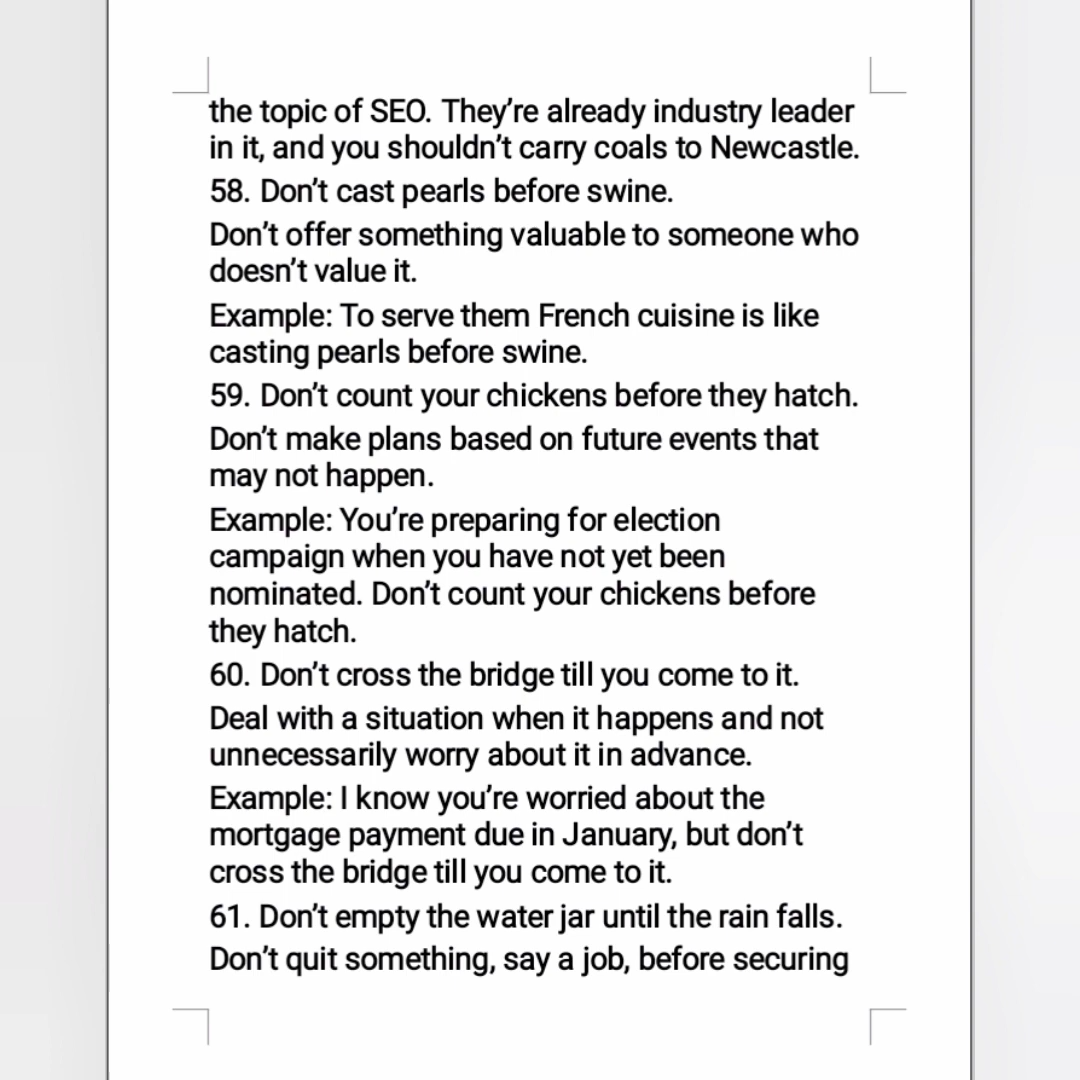 the topic of SEO. They’re already industry leader
in it, and you shouldn’t carry coals to Newcastle.
58. Don’t cast pearls before swine.
Don’t offer something valuable to someone who
doesn’t value it.
Example: To serve them French cuisine is like
casting pearls before swine.
59. Don’t count your chickens before they hatch.
Don’t make plans based on future events that
may not happen.
Example: You’re preparing for election
campaign when you have not yet been
nominated. Don’t count your chickens before
they hatch.
60. Don’t cross the bridge till you come to it.
Deal with a situation when it happens and not
unnecessarily worry about it in advance.
Example: I know you’re worried about the
mortgage payment due in January, but don’t
cross the bridge till you come to it.
61. Don’t empty the water jar until the rain falls.
Don’t quit something, say a job, before securing